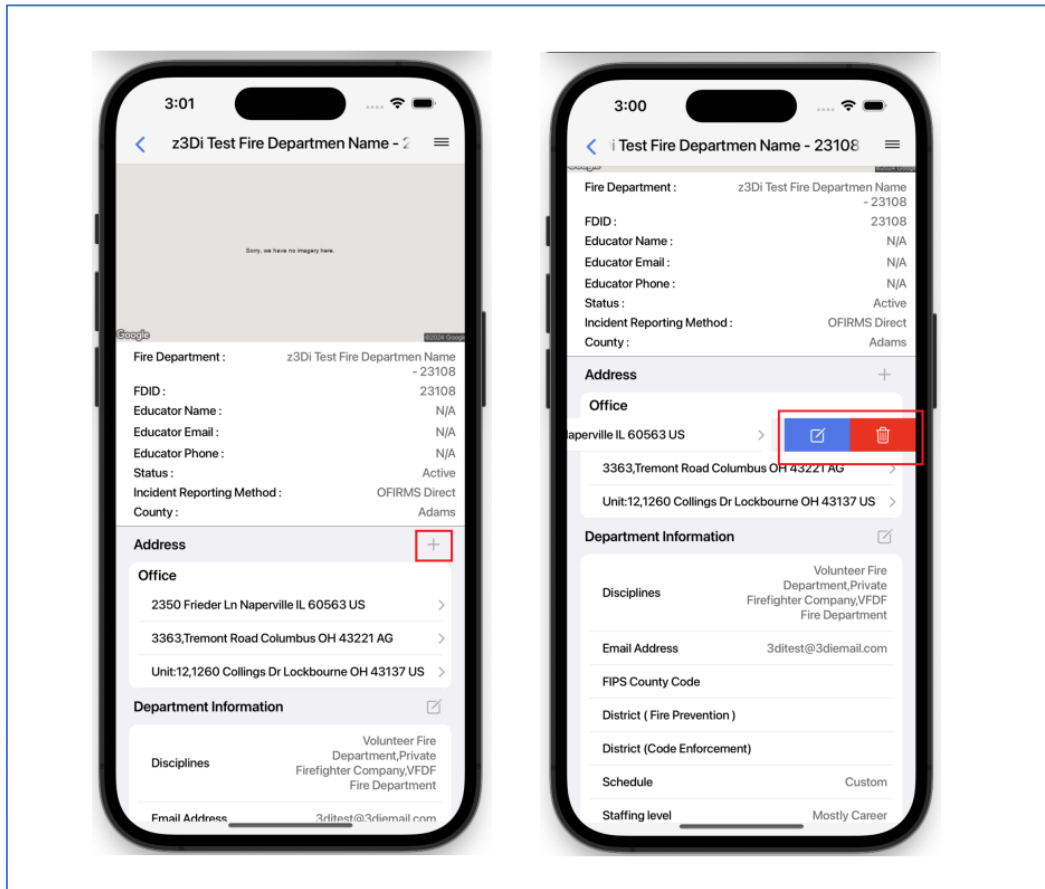 3:01
z3Di Test Fire Departmen Name - 2
Sorry, we have no imagery here.
Google
©2024 Google
Fire Department :
z3Di Test Fire Departmen Name
- 23108
FDID :
23108
Educator Name :
N/A
Educator Email :
N/A
Educator Phone :
N/A
Status :
Active
Incident Reporting Method :
OFIRMS Direct
County :
Adams
Address
Office
2350 Frieder Ln Naperville IL 60563 US
3363,Tremont Road Columbus OH 43221 AG
Unit:12,1260 Collings Dr Lockbourne OH 43137 US
Department Information
Disciplines
Volunteer Fire
Department,Private
Firefighter Company,VFDF
Fire Department
Email Address
3ditest@3diemail.com
3:00
i Test Fire Departmen Name - 23108
Fire Department :
z3Di Test Fire Departmen Name
- 23108
FDID :
23108
Educator Name :
N/A
Educator Email :
N/A
Educator Phone :
N/A
Status :
Active
Incident Reporting Method :
OFIRMS Direct
County :
Adams
Address
Office
aperville IL 60563 US
3363,Tremont Road Columbus OH 43221 AG
Unit:12,1260 Collings Dr Lockbourne OH 43137 US
Department Information
Disciplines
Volunteer Fire
Department,Private
Firefighter Company,VFDF
Fire Department
Email Address
3ditest@3diemail.com
FIPS County Code
District ( Fire Prevention )
District (Code Enforcement)
Schedule
Custom
Staffing level
Mostly Career